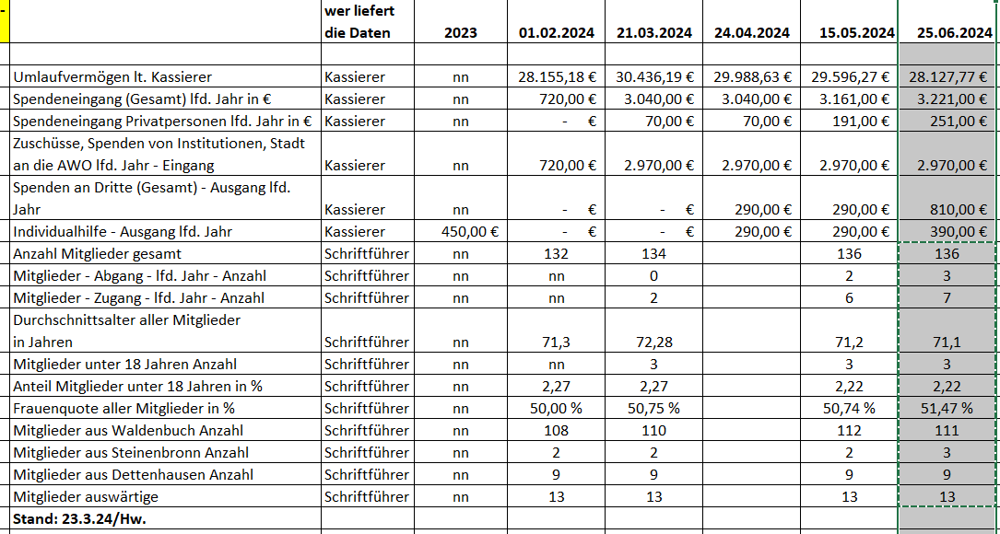 -
wer liefert
die Daten 2023 01.02.2024 21.03.2024 24.04.2024 15.05.2024 25.06.2024
Umlaufvermögen lt. Kassierer Kassierer nn 28.155,18 € 30.436,19 € 29.988,63 € 29.596,27 € 28.127,77 €
Spendeneingang (Gesamt) lfd. Jahr in € Kassierer nn 720,00 € 3.040,00 € 3.040,00 € 3.161,00 € 3.221,00 €
Spendeneingang Privatpersonen lfd. Jahr in € Kassierer nn - € 70,00 € 70,00 € 191,00 € 251,00 €
Zuschüsse, Spenden von Institutionen, Stadt
an die AWO lfd. Jahr - Eingang Kassierer nn 720,00 € 2.970,00 € 2.970,00 € 2.970,00 € 2.970,00 €
Spenden an Dritte (Gesamt) - Ausgang lfd.
Jahr Kassierer nn - € - € 290,00 € 290,00 € 810,00 €
Individualhilfe - Ausgang lfd. Jahr Kassierer 450,00 € - € - € 290,00 € 290,00 € 390,00 €
Anzahl Mitglieder gesamt Schriftführer nn 132 134 136 136
Mitglieder - Abgang - lfd. Jahr - Anzahl Schriftführer nn nn 0 2 3
Mitglieder - Zugang - lfd. Jahr - Anzahl Schriftführer nn nn 2 6 7
Durchschnittsalter aller Mitglieder
in Jahren Schriftführer nn 71,3 72,28 71,2 71,1
Mitglieder unter 18 Jahren Anzahl Schriftführer nn nn 3 3 3
Anteil Mitglieder unter 18 Jahren in % Schriftführer nn 2,27 2,27 2,22 2,22
Frauenquote aller Mitglieder in % Schriftführer nn 50,00 % 50,75 % 50,74 % 51,47 %
Mitglieder aus Waldenbuch Anzahl Schriftführer nn 108 110 112 111
Mitglieder aus Steinenbronn Anzahl Schriftführer nn 2 2 2 3
Mitglieder aus Dettenhausen Anzahl Schriftführer nn 9 9 9 9
Mitglieder auswärtige Schriftführer nn 13 13 13 13
Stand: 23.3.24/Hw.